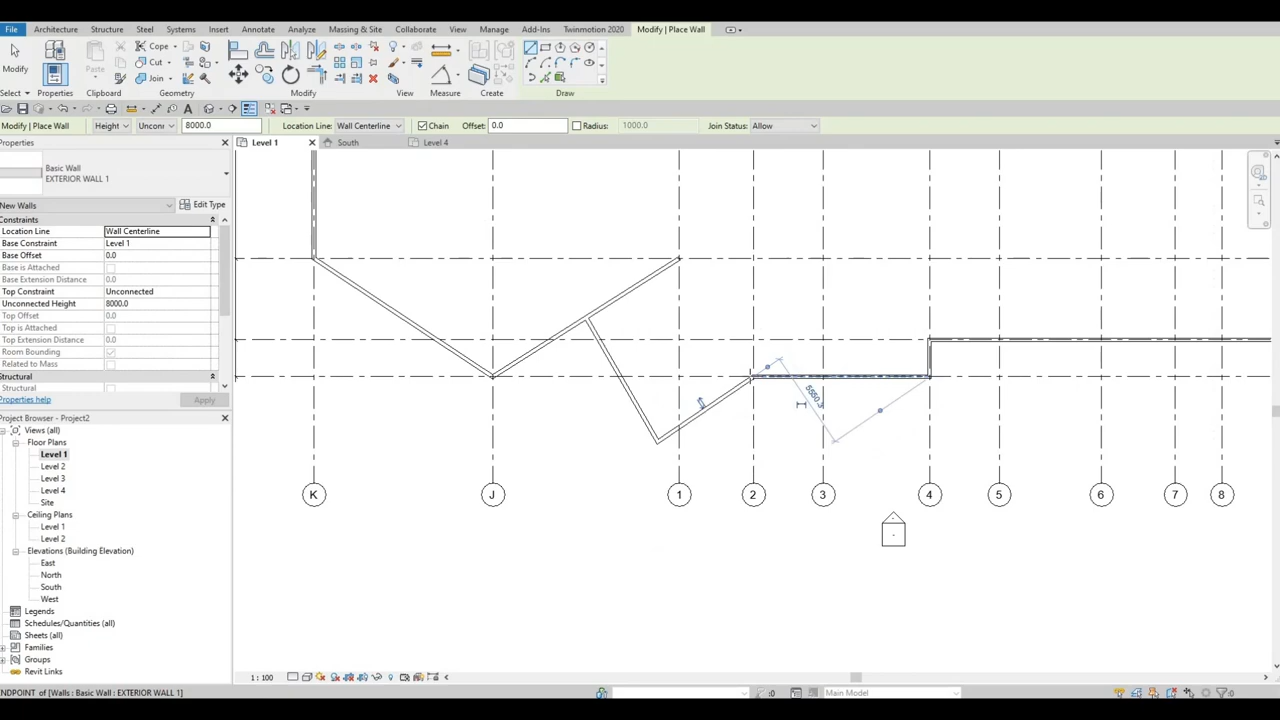 File Architecture Structure Steel Systems Insert Annotate Analyze Massing & Site Collaborate View Manage Add-Ins Twinmotion 2020 Modify | Place Wall
Cope
Paste Cut
Modify Join
Select Properties Clipboard Geometry Modify View Measure Create Draw
Modify | Place Wall Height Unconn 8000.0 Location Line: Wall Centerline Chain Offset: 0.0 Radius: 1000.0 Join Status: Allow
Properties Level 1 South Level 4
Basic Wall
EXTERIOR WALL 1
New Walls Edit Type
Constraints
Location Line Wall Centerline
Base Constraint Level 1
Base Offset 0.0
Base is Attached
Base Extension Distance 0.0
Top Constraint Unconnected
Unconnected Height 8000.0
Top Offset 0.0
Top is Attached
Top Extension Distance 0.0
Room Bounding
Related to Mass
Structural
Structural
Properties help Apply
Project Browser - Project2
Views (all)
Floor Plans
Level 1
Level 2
Level 3
Level 4
Site
Ceiling Plans
Level 1
Level 2
Elevations (Building Elevation)
East
North
South
West
Legends
Schedules/Quantities (all)
Sheets (all)
Families
Groups
Revit Links
5550.3
K J 1 2 3 4 5 6 7 8
1 : 100
ENDPOINT of [Walls : Basic Wall : EXTERIOR WALL 1] :0 Main Model :0